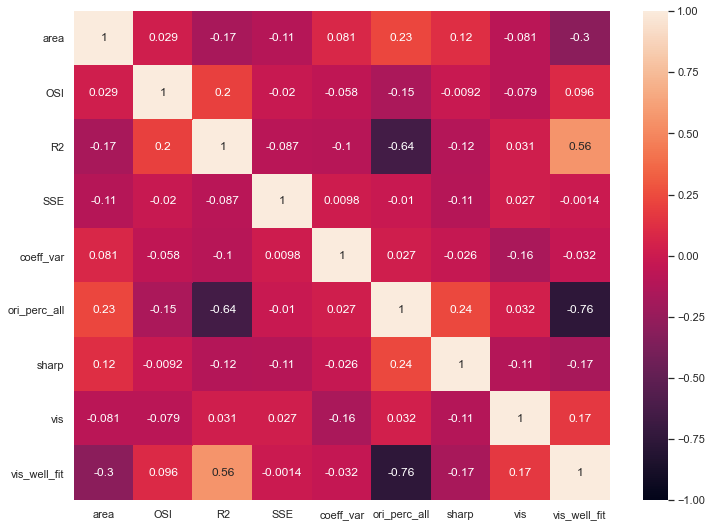 area 1 0.029 -0.17 -0.11 0.081 0.23 0.12 -0.081 -0.3
OSI 0.029 1 0.2 -0.02 -0.058 -0.15 -0.0092 -0.079 0.096
R2 -0.17 0.2 1 -0.087 -0.1 -0.64 -0.12 0.031 0.56
SSE -0.11 -0.02 -0.087 1 0.0098 -0.01 -0.11 0.027 -0.0014
coeff_var 0.081 -0.058 -0.1 0.0098 1 0.027 -0.026 -0.16 -0.032
ori_perc_all 0.23 -0.15 -0.64 -0.01 0.027 1 0.24 0.032 -0.76
sharp 0.12 -0.0092 -0.12 -0.11 -0.026 0.24 1 -0.11 -0.17
vis -0.081 -0.079 0.031 0.027 -0.16 0.032 -0.11 1 0.17
vis_well_fit -0.3 0.096 0.56 -0.0014 -0.032 -0.76 -0.17 0.17 1
area OSI R2 SSE coeff_var ori_perc_all sharp vis vis_well_fit
1.00
0.75
0.50
0.25
0.00
−0.25
−0.50
−0.75
−1.00